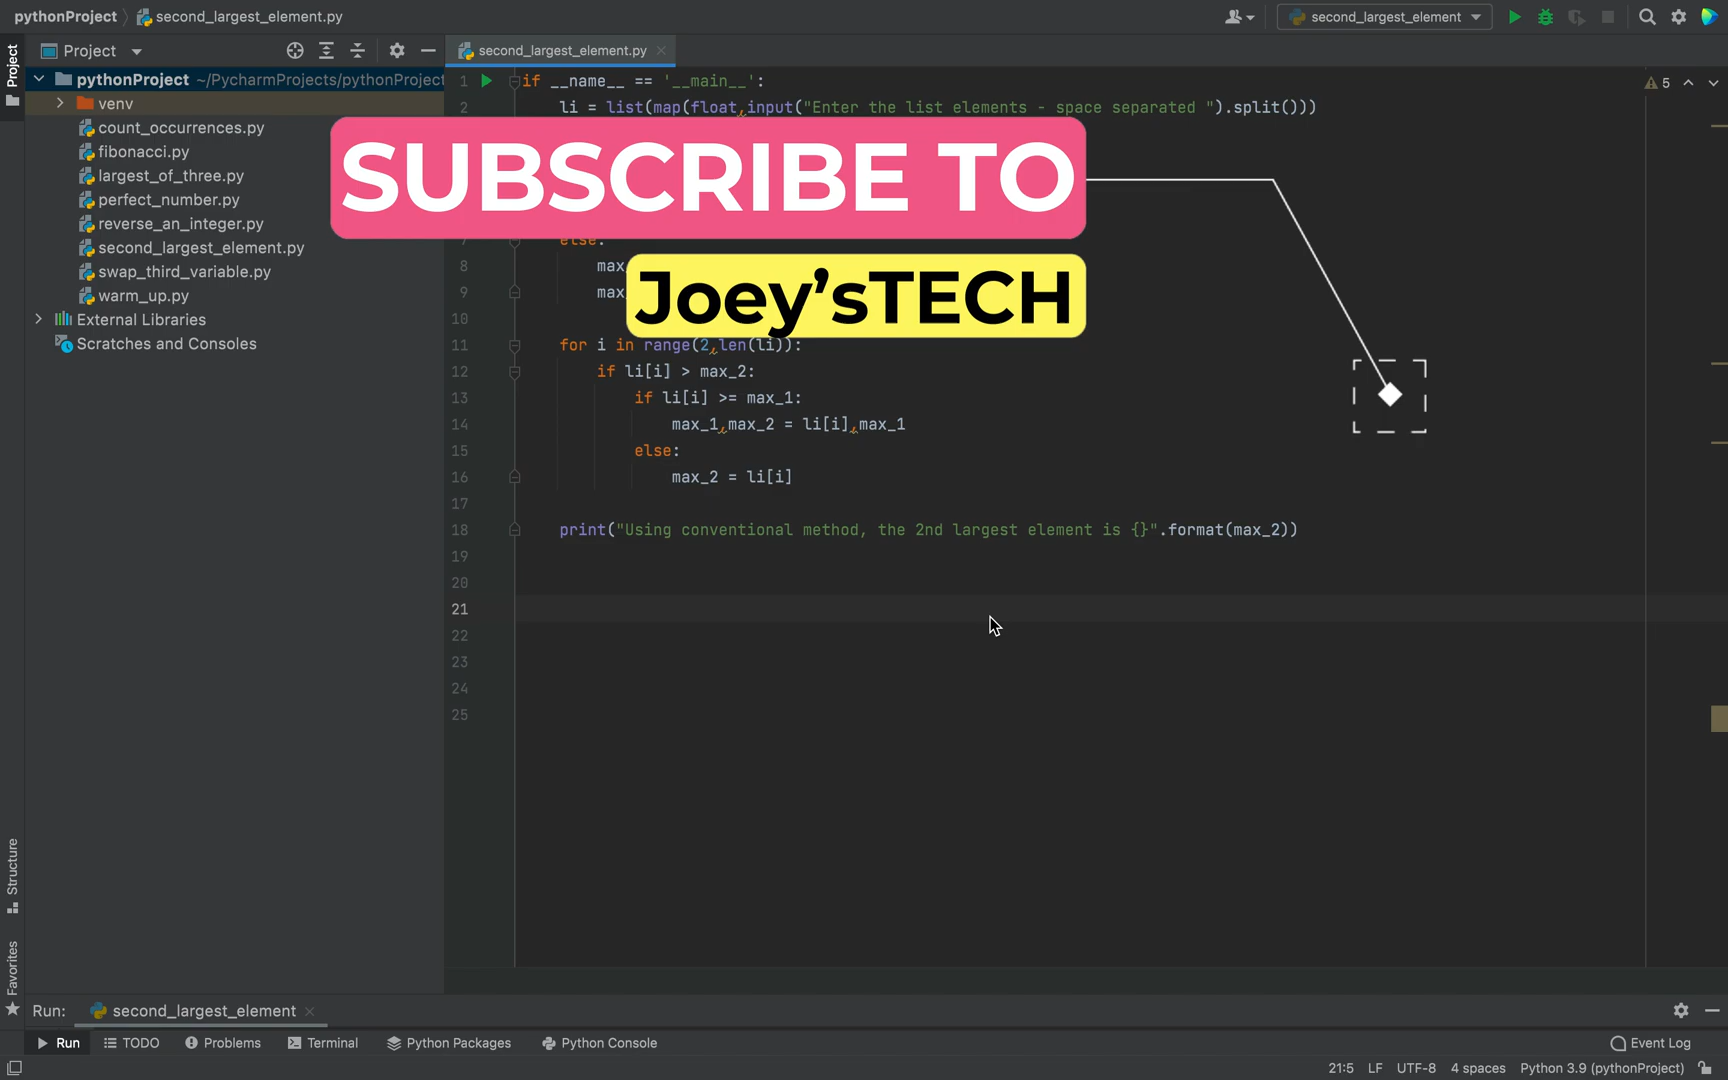 pythonProject second_largest_element.py second_largest_element
Project second_largest_element.py
Project
pythonProject ~/PycharmProjects/pythonProject
venv
count_occurrences.py
fibonacci.py
largest_of_three.py
perfect_number.py
reverse_an_integer.py
second_largest_element.py
swap_third_variable.py
warm_up.py
External Libraries
Scratches and Consoles
5
1 if __name__ == '__main__':
2 li = list(map(float,input("Enter the list elements - space separated ").split()))
SUBSCRIBE TO
Joey'sTECH
else:
8 max
9 max
10
11 for i in range(2,len(li)):
12 if li[i] > max_2:
13 if li[i] >= max_1:
14 max_1,max_2 = li[i],max_1
15 else:
16 max_2 = li[i]
17
18 print("Using conventional method, the 2nd largest element is {}".format(max_2))
19
20
21
22
23
24
25
Structure
Favorites
Run: second_largest_element
Run TODO Problems Terminal Python Packages Python Console Event Log
21:5 LF UTF-8 4 spaces Python 3.9 (pythonProject)